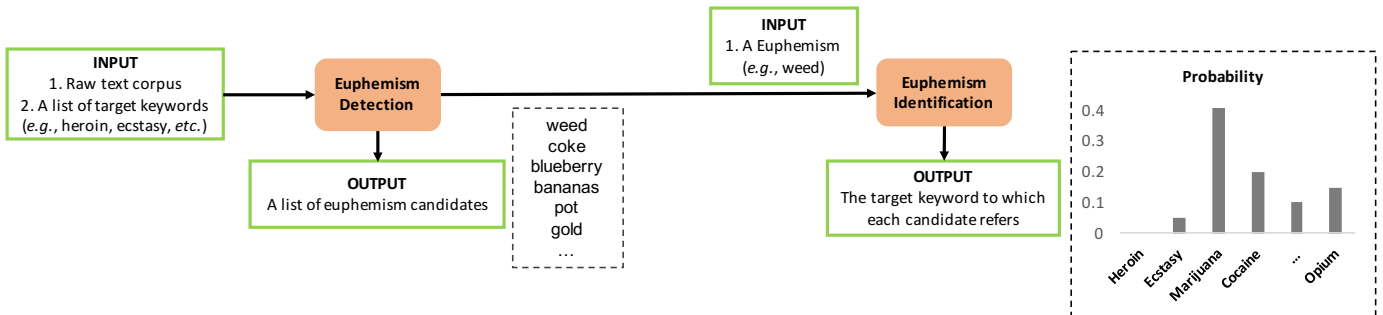 INPUT
1. Raw text corpus
2. A list of target keywords
(e.g., heroin, ecstasy, etc.)
Euphemism
Detection
OUTPUT
A list of euphemism candidates
weed
coke
blueberry
bananas
pot
gold
...
INPUT
1. A Euphemism
(e.g., weed)
Euphemism
Identification
OUTPUT
The target keyword to which
each candidate refers
Probability
0.4
0.3
0.2
0.1
0
Heroin
Ecstasy
Marijuana
Cocaine
...
Opium